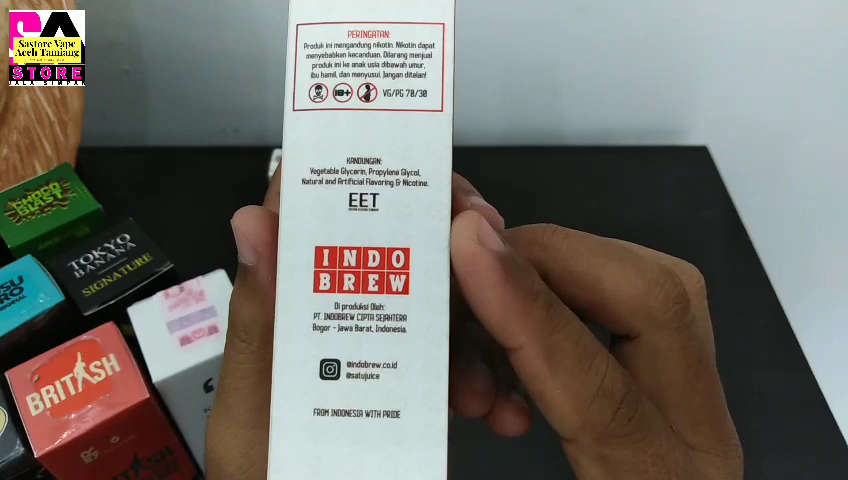 SA
Sastore Vape
Aceh Tamiang
STORE
PERINGATAN:
Produk ini mengandung nikotin. Nikotin dapat
menyebabkan kecanduan. Dilarang menjual
produk ini ke anak usia dibawah umur,
ibu hamil, dan menyusui. Jangan ditelan!
18+
VG/PG 70/30
KANDUNGAN:
Vegetable Glycerin, Propylene Glycol,
Natural and Artificial Flavoring & Nicotine.
EET
INDO
BREW
Di produksi Oleh:
PT. INDOBREW CIPTA SEJAHTERA
Bogor - Jawa Barat, Indonesia.
@indobrew.co.id
@satujuice
FROM INDONESIA WITH PRIDE
CHOCO
BLAST
TOKYO
BANANA
SIGNATURE
BRITISH